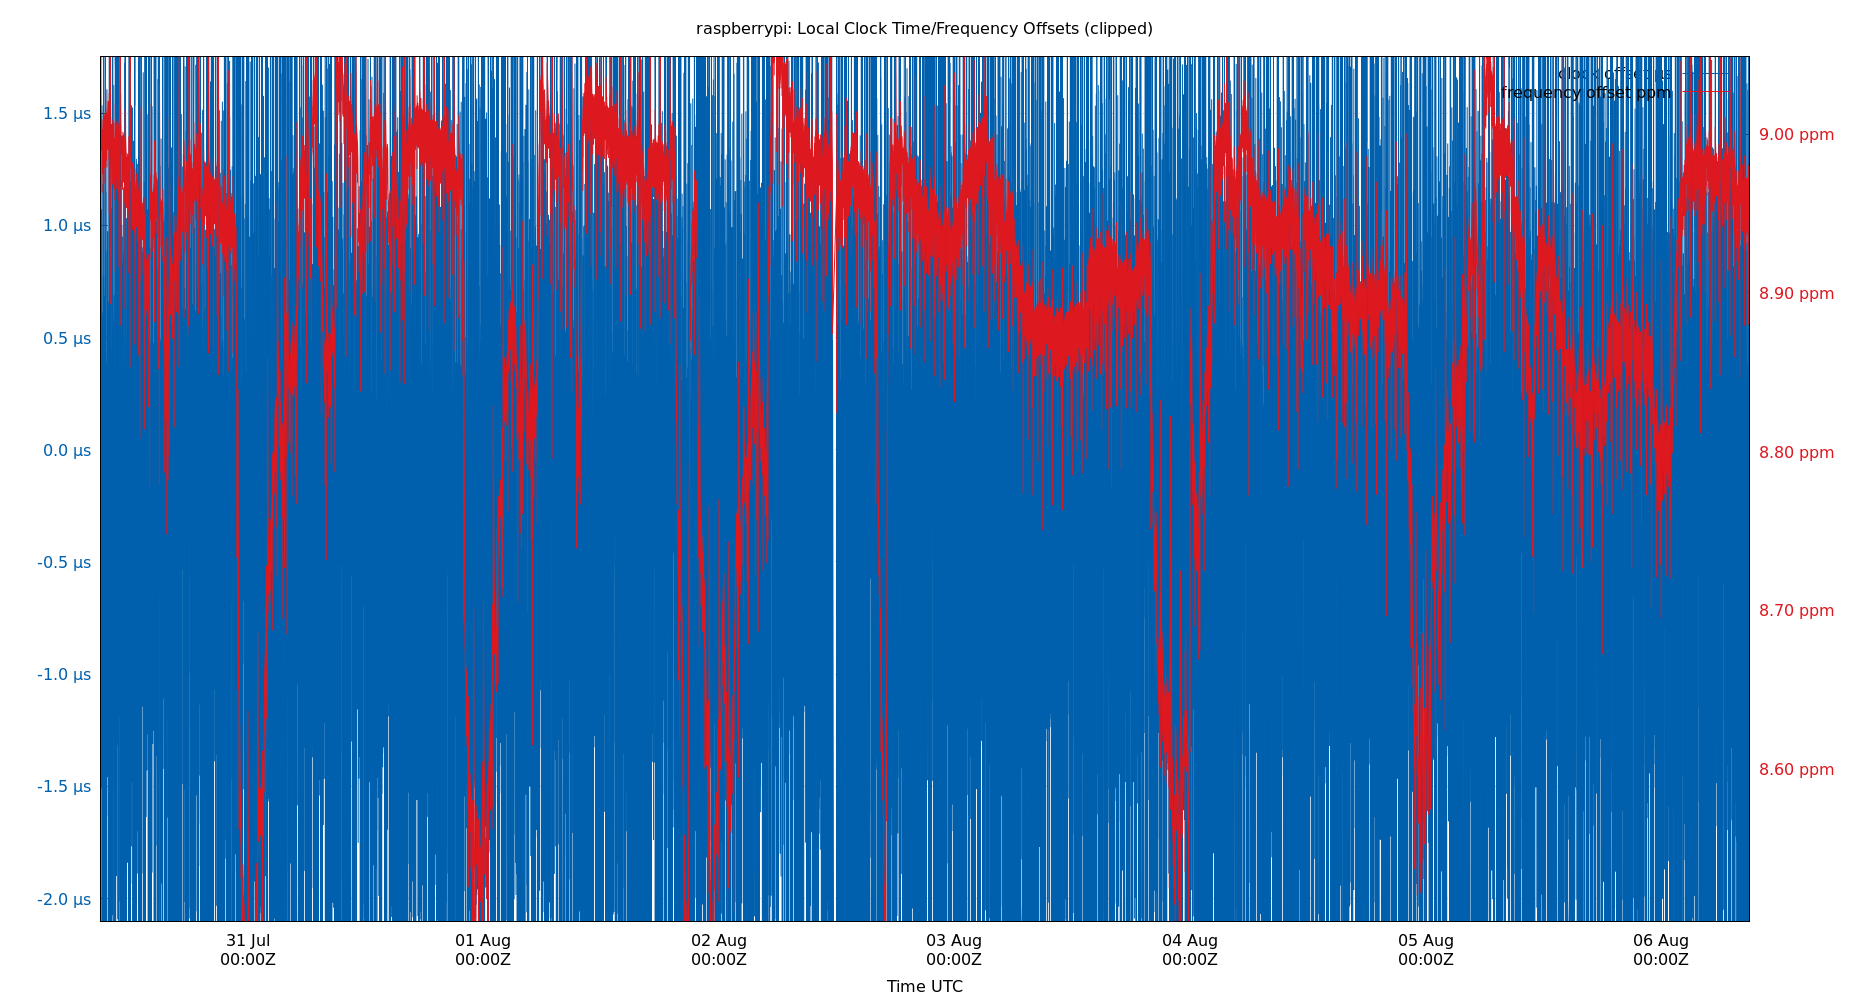 raspberrypi: Local Clock Time/Frequency Offsets (clipped)
clock offset µs
frequency offset ppm
1.5 µs
1.0 µs
0.5 µs
0.0 µs
-0.5 µs
-1.0 µs
-1.5 µs
-2.0 µs
9.00 ppm
8.90 ppm
8.80 ppm
8.70 ppm
8.60 ppm
31 Jul 01 Aug 02 Aug 03 Aug 04 Aug 05 Aug 06 Aug
00:00Z 00:00Z 00:00Z 00:00Z 00:00Z 00:00Z 00:00Z
Time UTC